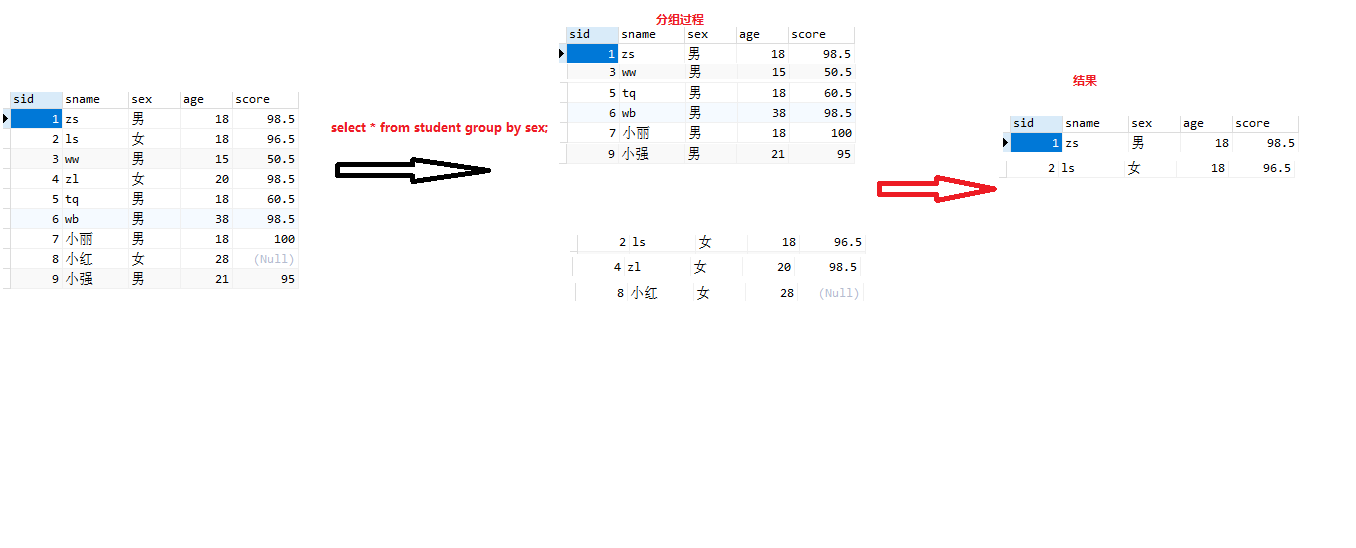 sid sname sex age score
1 zs 男 18 98.5
2 ls 女 18 96.5
3 ww 男 15 50.5
4 zl 女 20 98.5
5 tq 男 18 60.5
6 wb 男 38 98.5
7 小丽 男 18 100
8 小红 女 28 (Null)
9 小强 男 21 95
select * from student group by sex;
分组过程
sid sname sex age score
1 zs 男 18 98.5
3 ww 男 15 50.5
5 tq 男 18 60.5
6 wb 男 38 98.5
7 小丽 男 18 100
9 小强 男 21 95
2 ls 女 18 96.5
4 zl 女 20 98.5
8 小红 女 28 (Null)
结果
sid sname sex age score
1 zs 男 18 98.5
2 ls 女 18 96.5